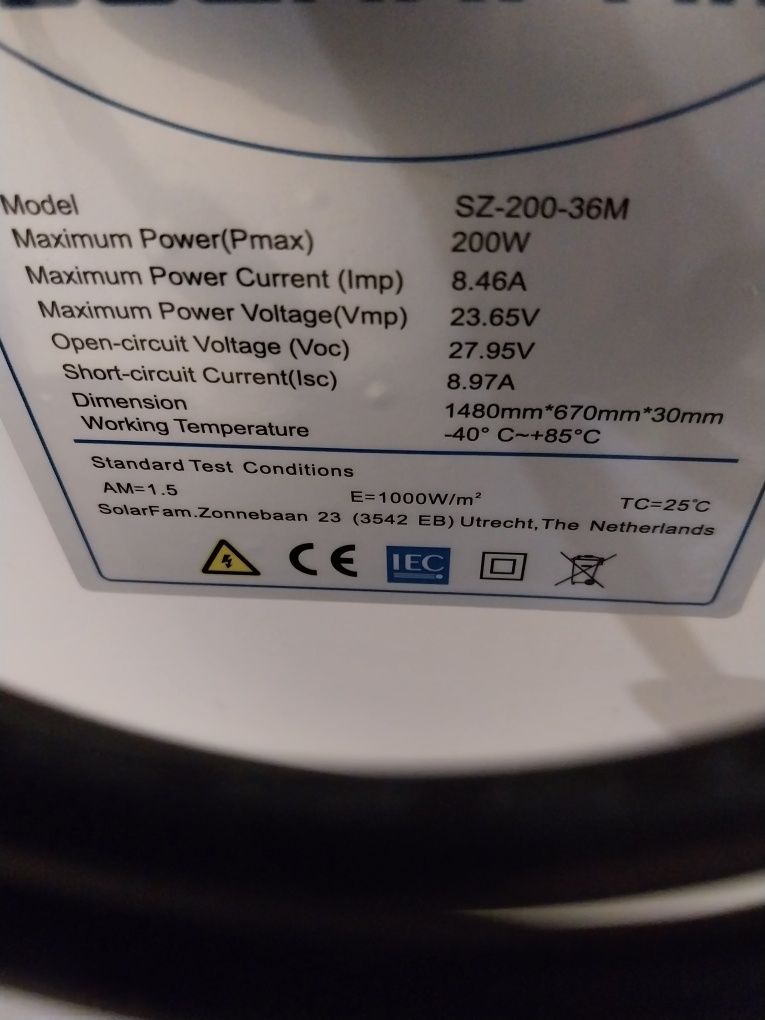 Model SZ-200-36M
Maximum Power(Pmax) 200W
Maximum Power Current (Imp) 8.46A
Maximum Power Voltage(Vmp) 23.65V
Open-circuit Voltage (Voc) 27.95V
Short-circuit Current(Isc) 8.97A
Dimension 1480mm*670mm*30mm
Working Temperature -40° C~+85°C
Standard Test Conditions
AM=1.5 E=1000W/m² TC=25°C
SolarFam.Zonnebaan 23 (3542 EB) Utrecht,The Netherlands
CE IEC